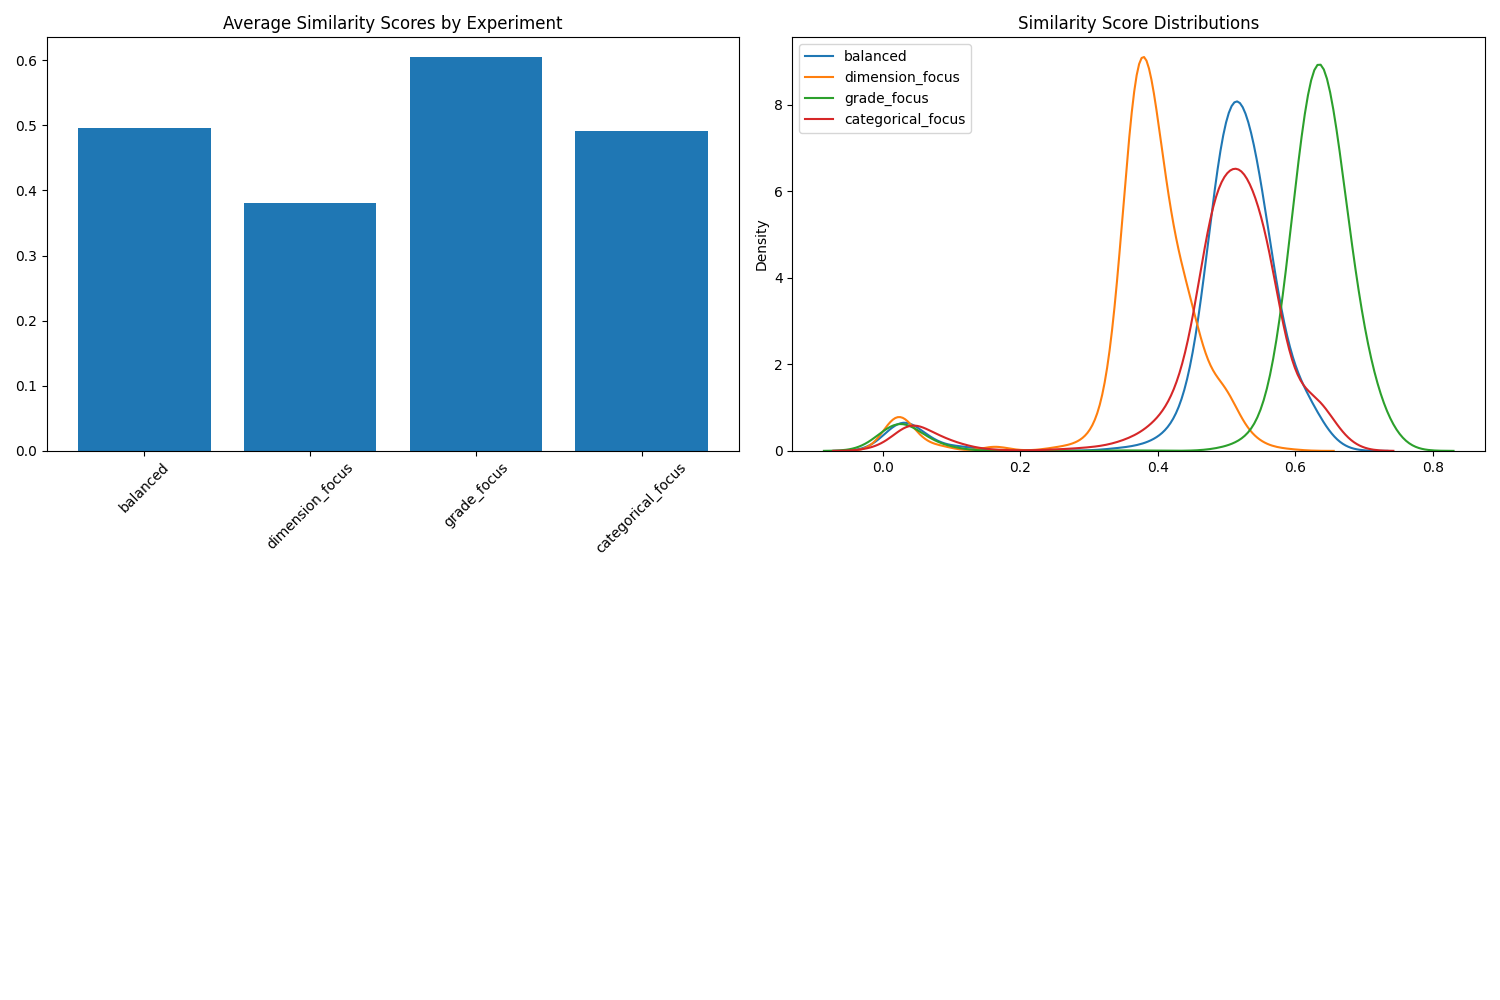 Average Similarity Scores by Experiment
0.6
0.5
0.4
0.3
0.2
0.1
0.0
balanced
dimension_focus
grade_focus
categorical_focus
Similarity Score Distributions
balanced
dimension_focus
grade_focus
categorical_focus
Density
8
6
4
2
0
0.0 0.2 0.4 0.6 0.8